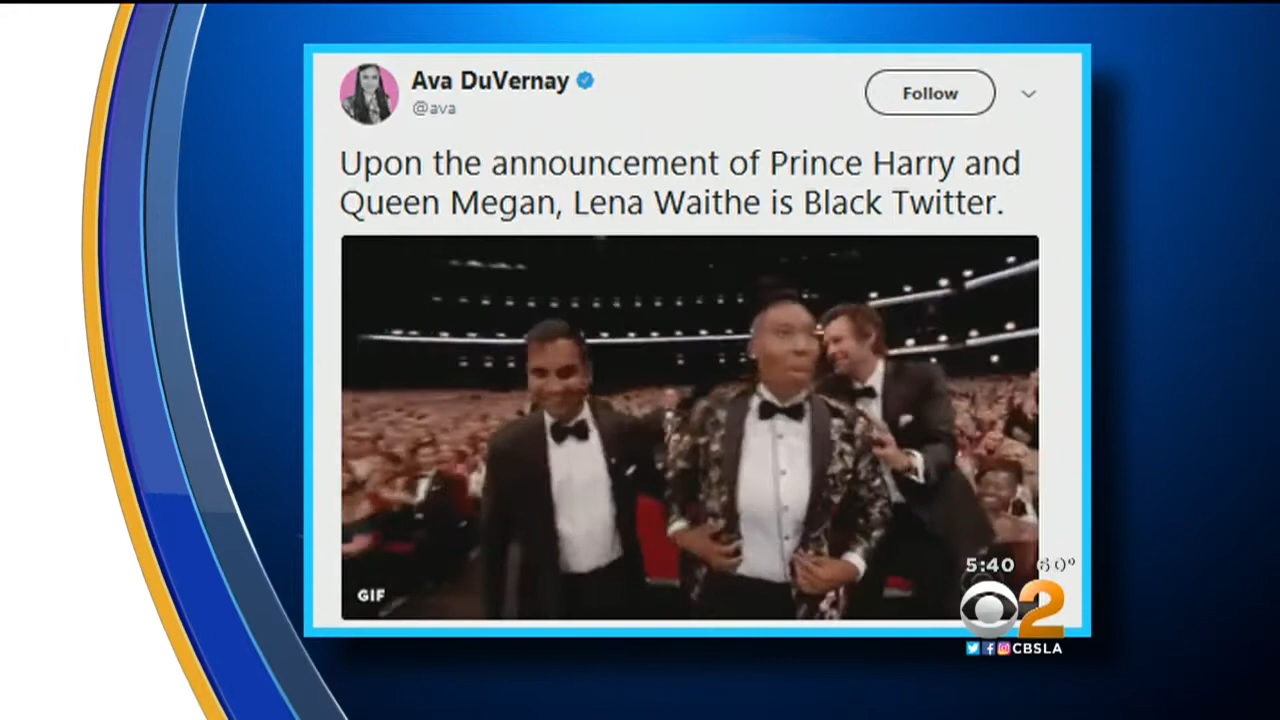 Ava DuVernay
@ava
Follow
Upon the announcement of Prince Harry and
Queen Megan, Lena Waithe is Black Twitter.
GIF
5:40 60°
2
CBSLA